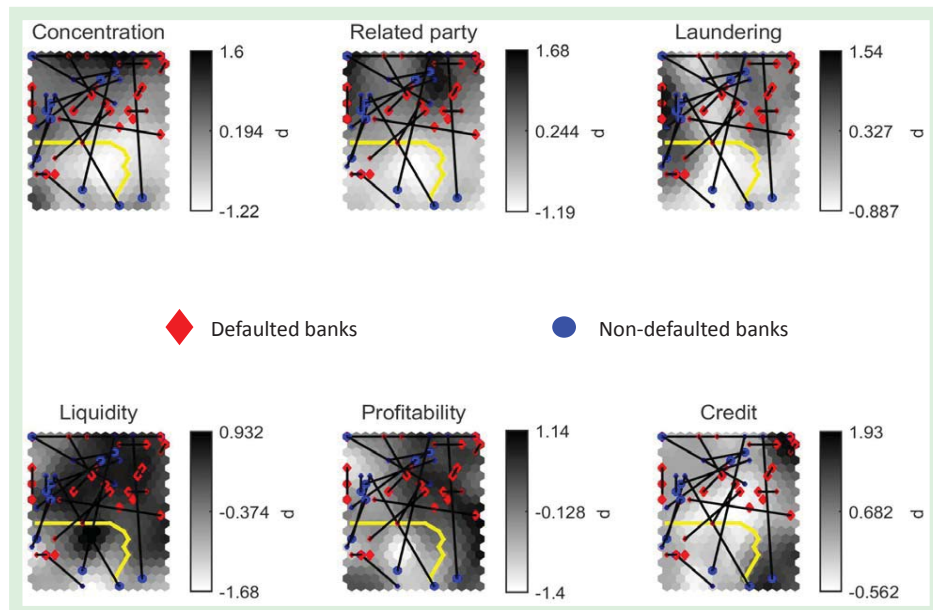 Concentration
1.6
0.194
d
-1.22
Related party
1.68
0.244
d
-1.19
Laundering
1.54
0.327
d
-0.887
Defaulted banks
Non-defaulted banks
Liquidity
0.932
-0.374
d
-1.68
Profitability
1.14
-0.128
d
-1.4
Credit
1.93
0.682
d
-0.562